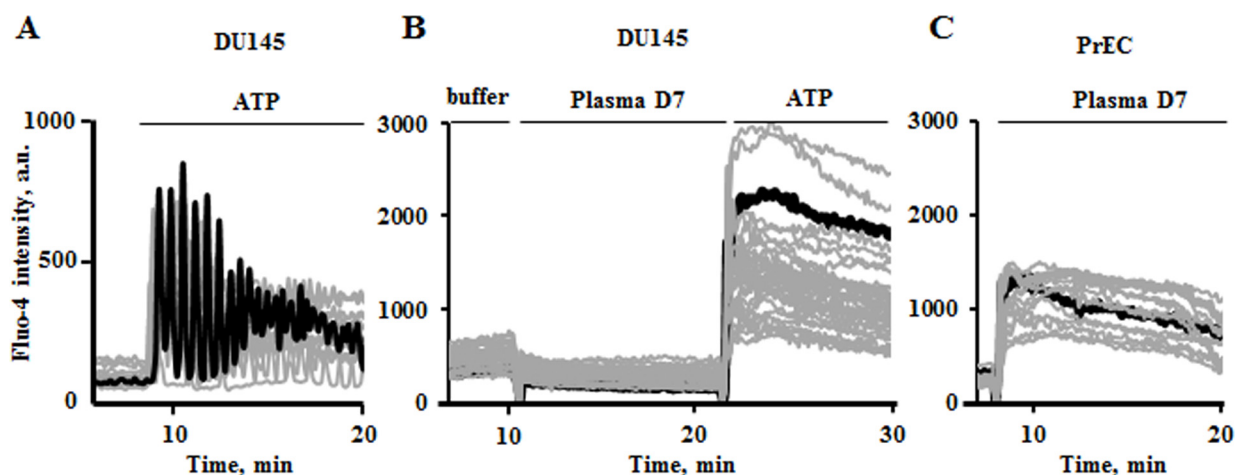 A
DU145
ATP
Fluo-4 intensity, a.u.
1000
500
0
10
20
Time, min
B
DU145
buffer
Plasma D7
ATP
3000
2000
1000
0
10
20
30
Time, min
C
PrEC
Plasma D7
3000
2000
1000
0
10
20
Time, min